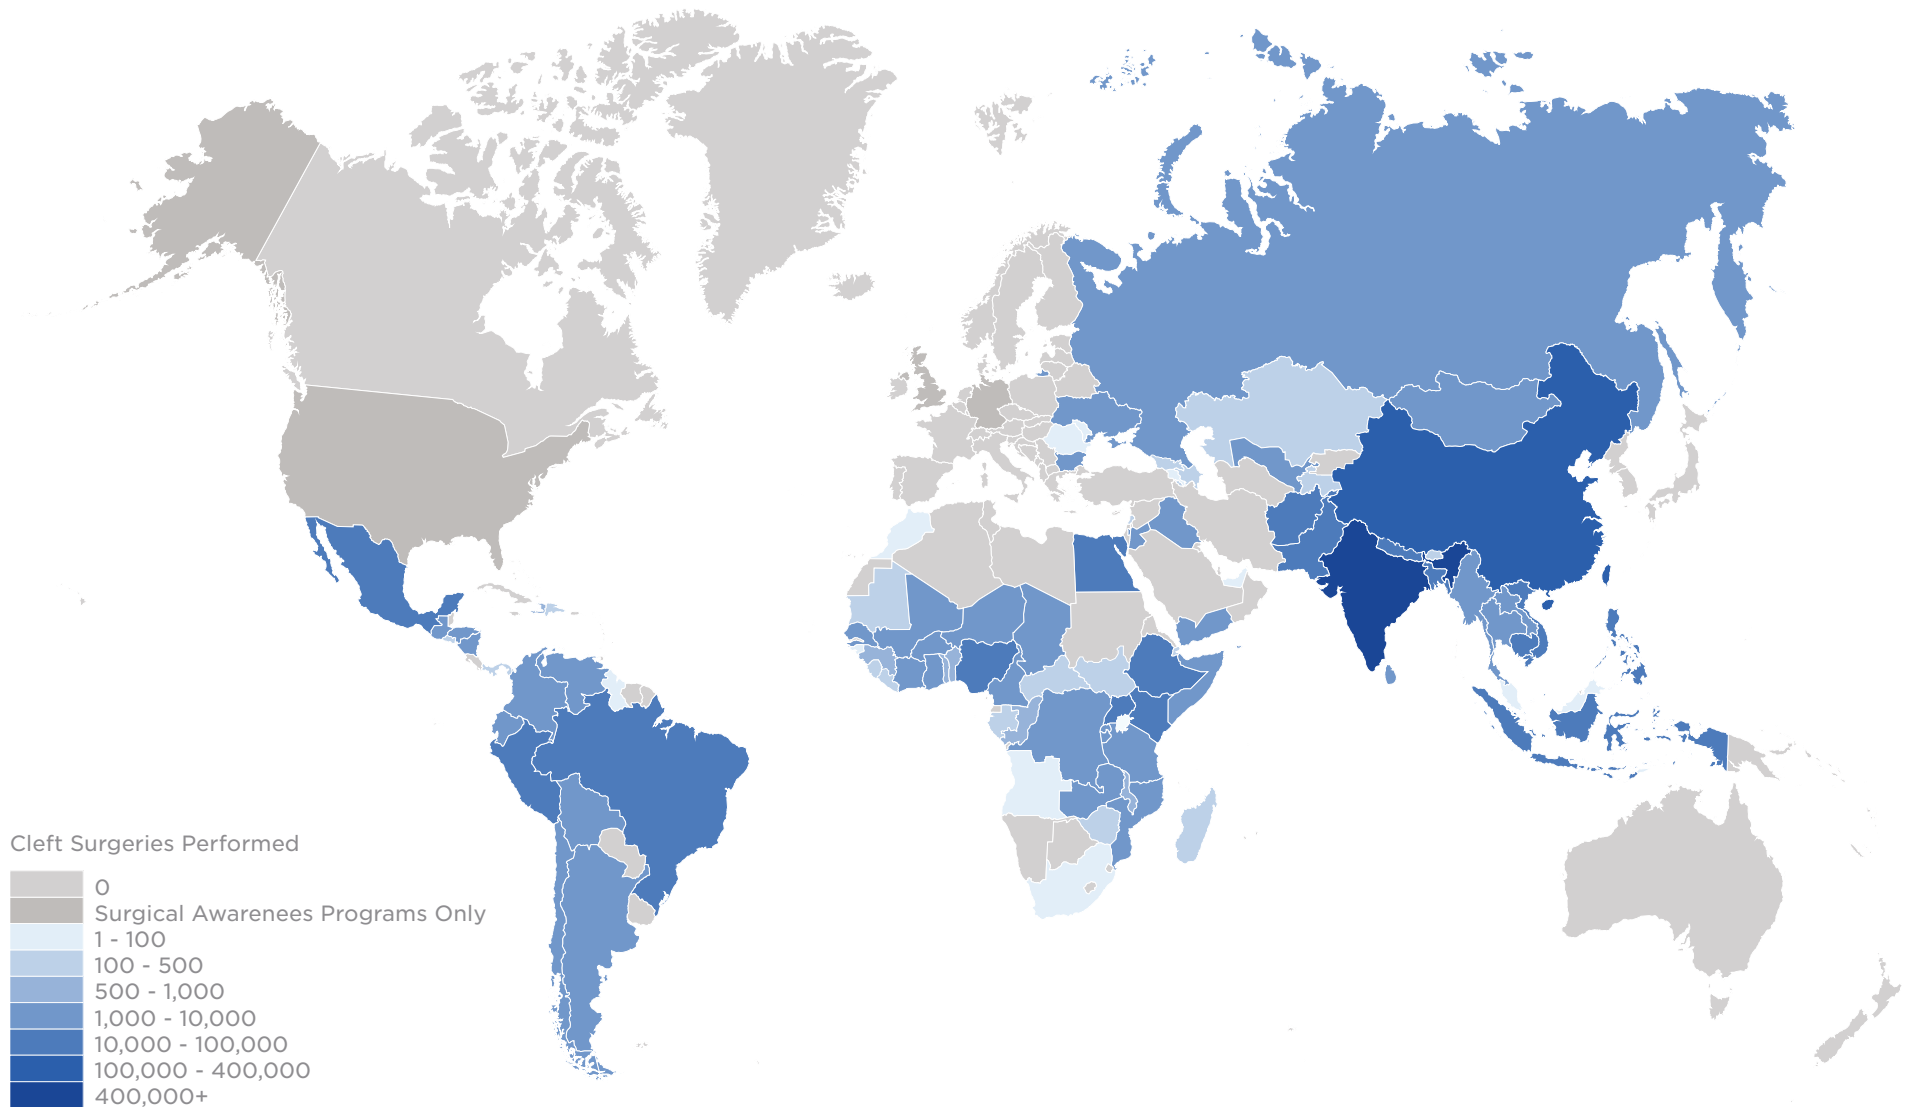 Cleft Surgeries Performed
0
Surgical Awarenees Programs Only
1 - 100
100 - 500
500 - 1,000
1,000 - 10,000
10,000 - 100,000
100,000 - 400,000
400,000+